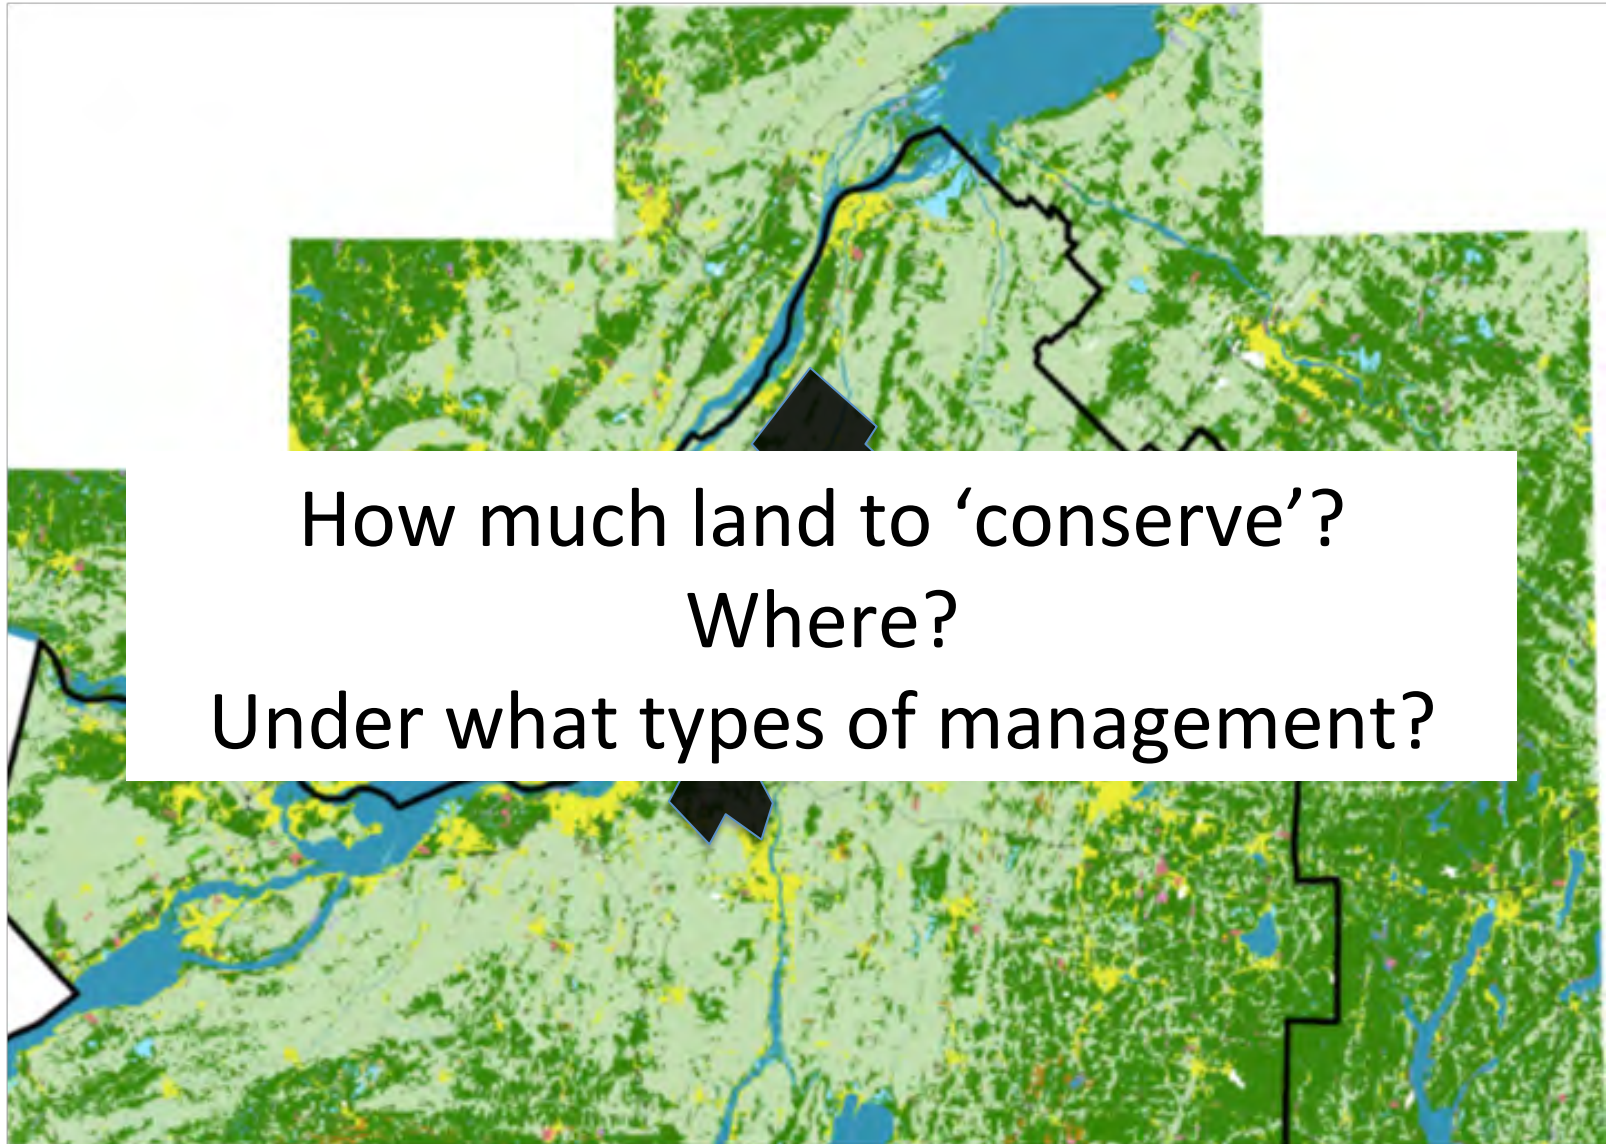 How much land to ‘conserve’?
Where?
Under what types of management?